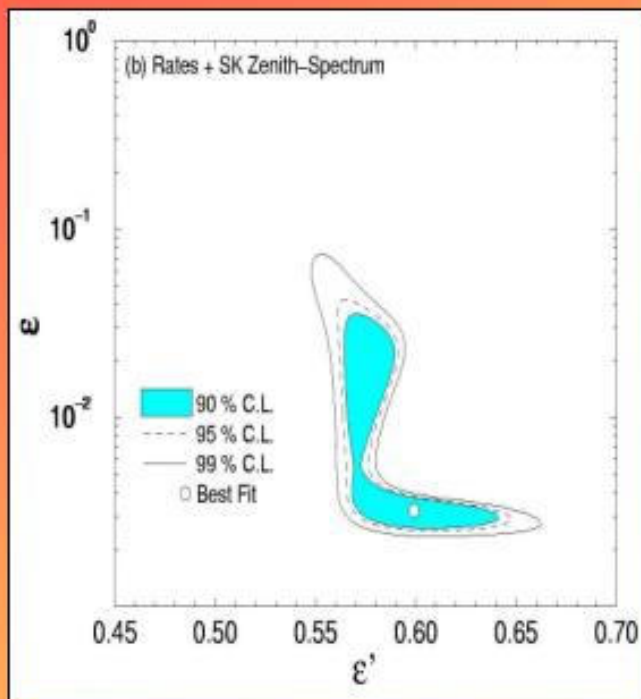 10⁰
(b) Rates + SK Zenith–Spectrum
10⁻¹
ε
10⁻²
90 % C.L.
95 % C.L.
99 % C.L.
Best Fit
0.45 0.50 0.55 0.60 0.65 0.70
ε'